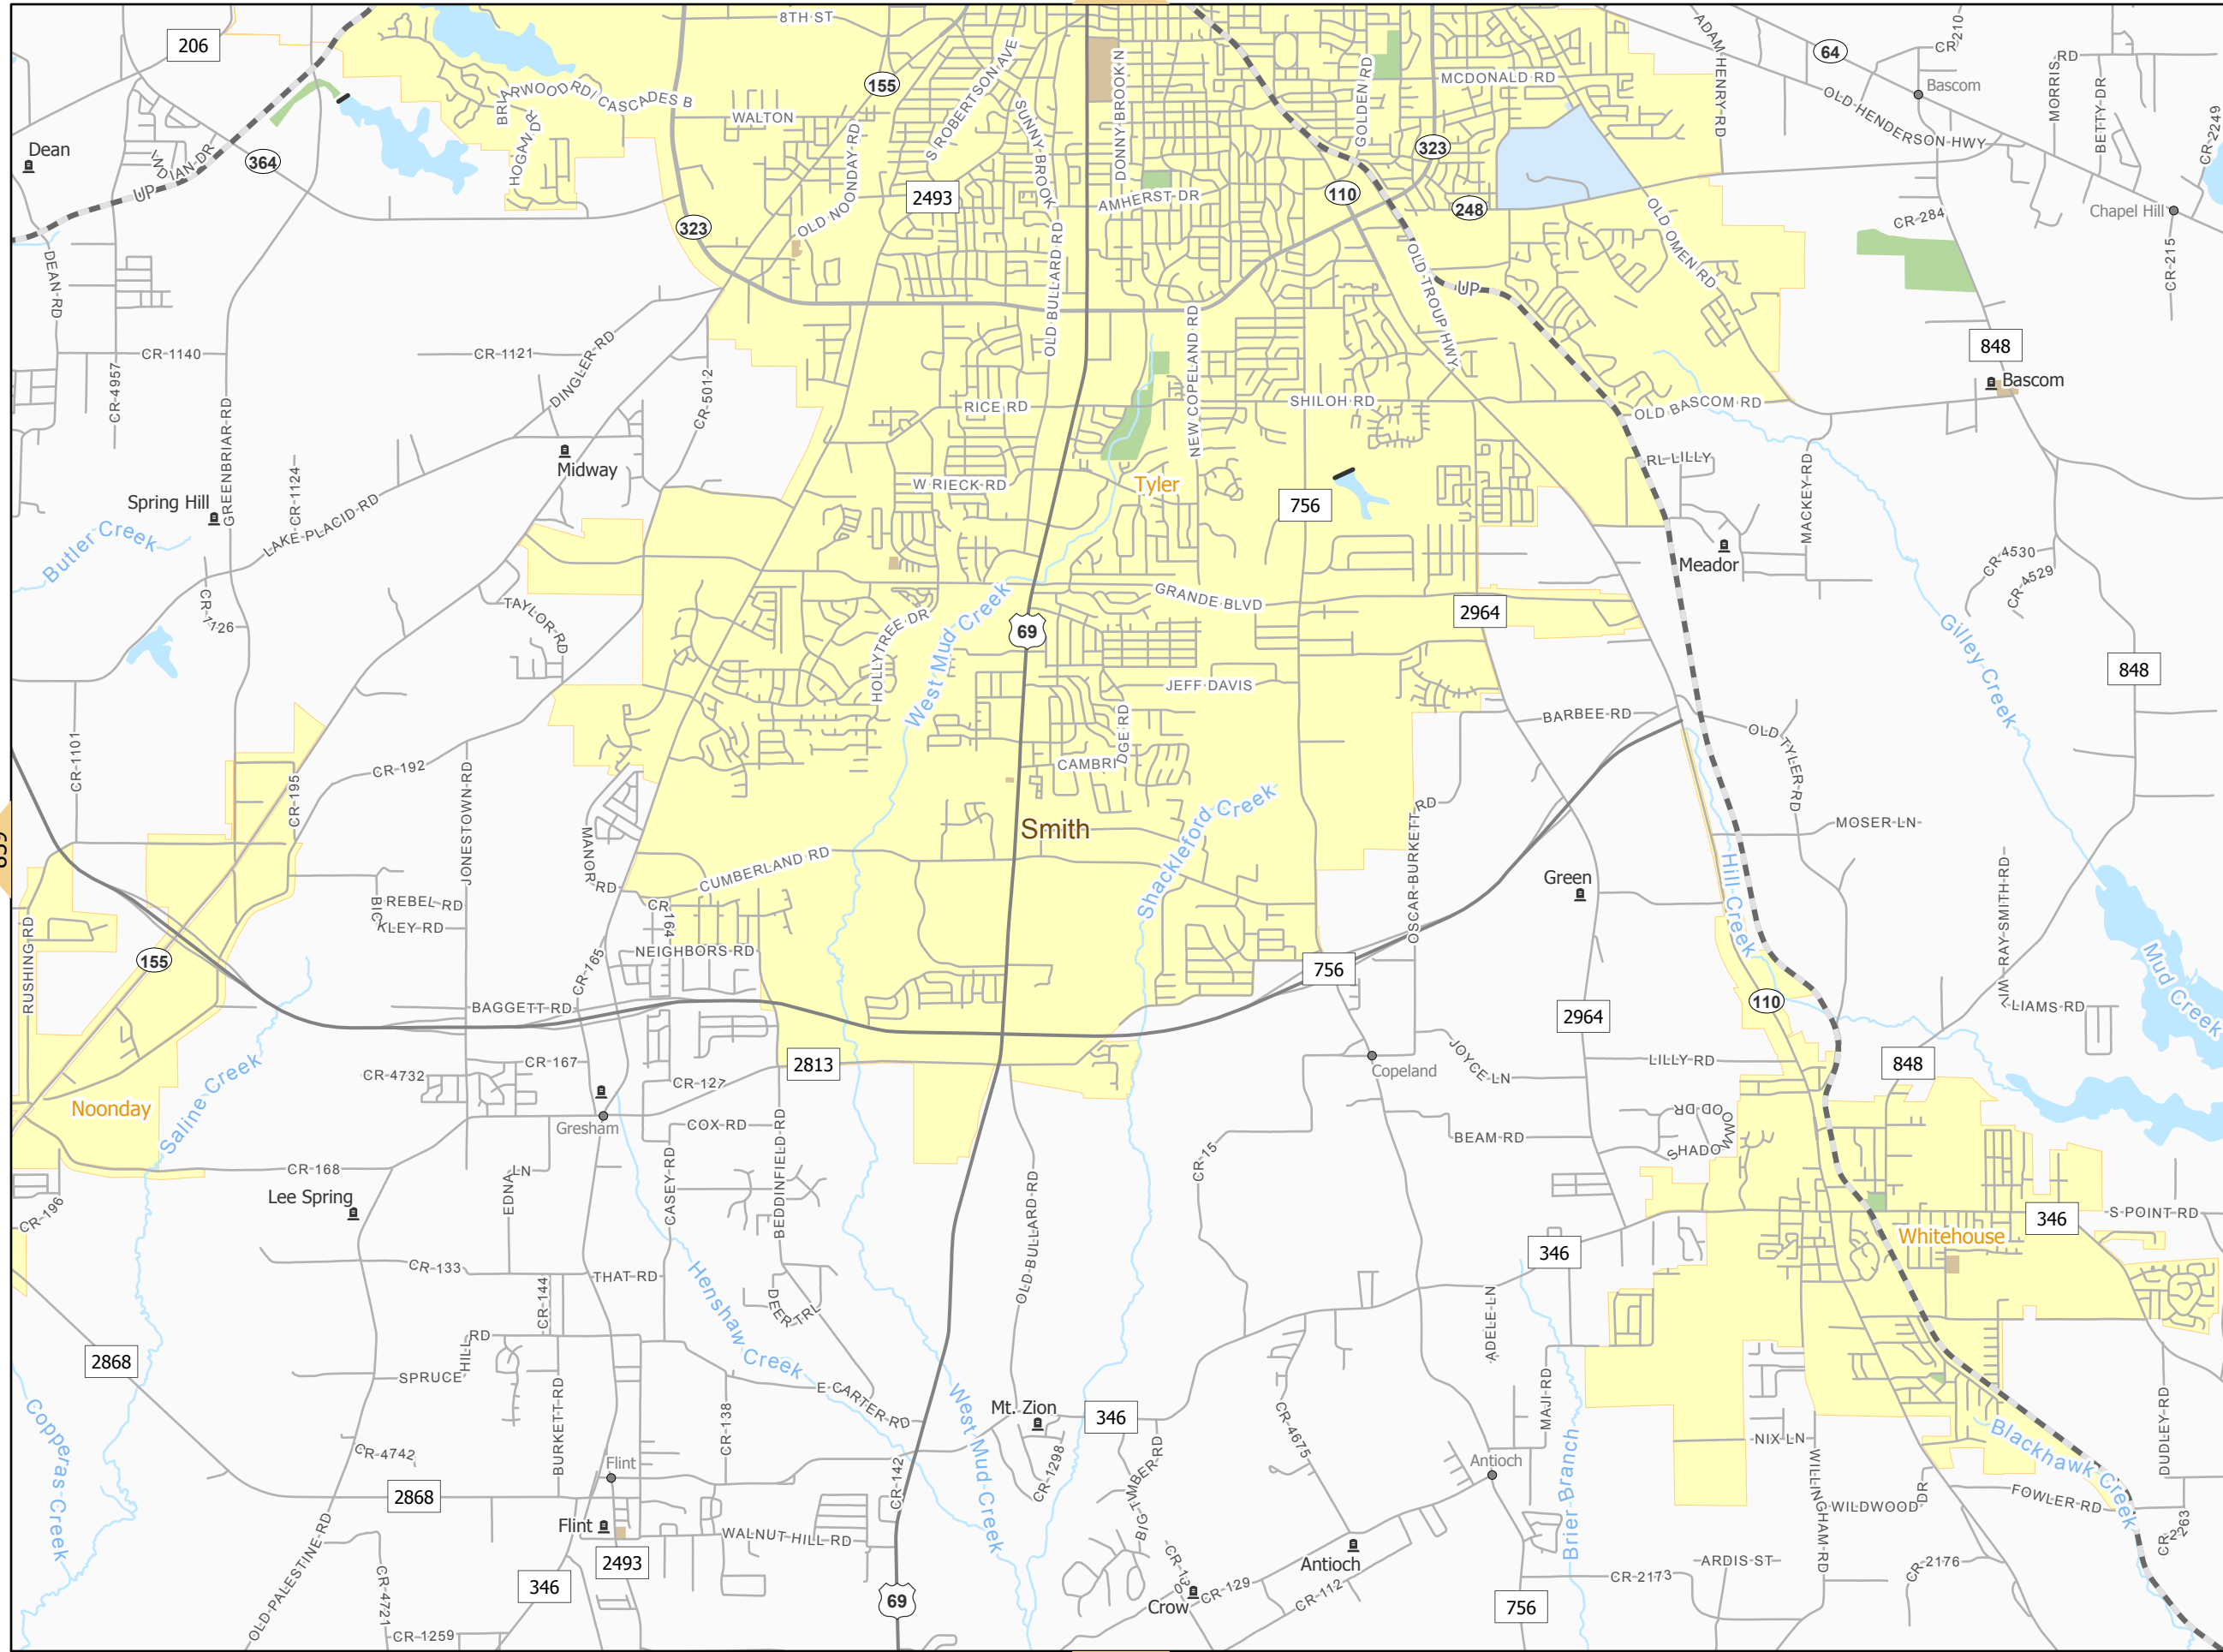 8TH ST
206
64
CR 210
ADAM HENRY RD
MORRIS RD
BETTY DR
CR 2249
155
S ROBERTSON AVE
GOLDEN RD
MCDONALD RD
Bascom
OLD HENDERSON HWY
BRIARWOOD RD
CASCADES B
WALTON
SUNNYBROOK
DONNYBROOK N
HOGAN DR
Dean
INDIAN DR
UP
364
OLD NOONDAY RD
323
2493
AMHERST DR
110
248
OLD OMEN RD
CR 284
Chapel Hill
323
CR 215
DEAN RD
OLD BULLARD RD
OLD TROUP HWY
UP
CR 1140
CR 1121
DINGLER RD
CR 5012
NEW COPELAND RD
848
Bascom
CR 4957
GREENBRIAR RD
RICE RD
SHILOH RD
OLD BASCOM RD
Midway
CR 1124
LAKE PLACID RD
W RIECK RD
Tyler
756
RL LILLY
MACKEY RD
Spring Hill
Butler Creek
Meador
CR 4530
CR 4529
CR 1126
TAYLOR RD
GRANDE BLVD
2964
HOLLYTREE DR
West Mud Creek
69
Gilley Creek
848
JEFF DAVIS
BARBEE RD
OLD TYLER RD
CR 1101
CR 195
CR 192
JONESTOWN RD
CAMBRIDGE RD
Smith
Shackleford Creek
OSCAR BURKETT RD
MOSER LN
MANOR RD
CUMBERLAND RD
Green
Hill Creek
JIM RAY SMITH RD
REBEL RD
BICKLEY RD
CR 164
NEIGHBORS RD
RUSHING RD
155
CR 165
756
Mud Creek
BAGGETT RD
2964
110
WILLIAMS RD
CR 167
2813
Copeland
JOYCE LN
LILLY RD
848
CR 4732
CR 127
Noonday
Saline Creek
Gresham
COX RD
BEDDINFIELD RD
CR 15
BEAM RD
SHADOWWOOD DR
CR 168
Lee Spring
EDNA LN
CASEY RD
OLD BULLARD RD
CR 196
346
S POINT RD
Whitehouse
346
CR 133
THAT RD
Henshaw Creek
DEER TRL
CR 144
ADELE LN
2868
SPRUCE HILL RD
BURKETT RD
E CARTER RD
MAJI RD
DUDLEY RD
Mt. Zion
346
West Mud Creek
Copperas Creek
CR 138
CR 4675
NIX LN
Blackhawk Creek
CR 4742
Flint
CR 142
CR 1298
BIG TIMBER RD
Antioch
Brier Branch
WILLINGHAM RD
WILDWOOD DR
FOWLER RD
2868
Flint
WALNUT HILL RD
Antioch
CR 2263
OLD PALESTINE RD
2493
CR 130
ARDIS ST
CR 2176
CR 4721
346
69
Crow
CR 129
CR 112
CR 2173
756
CR 1259